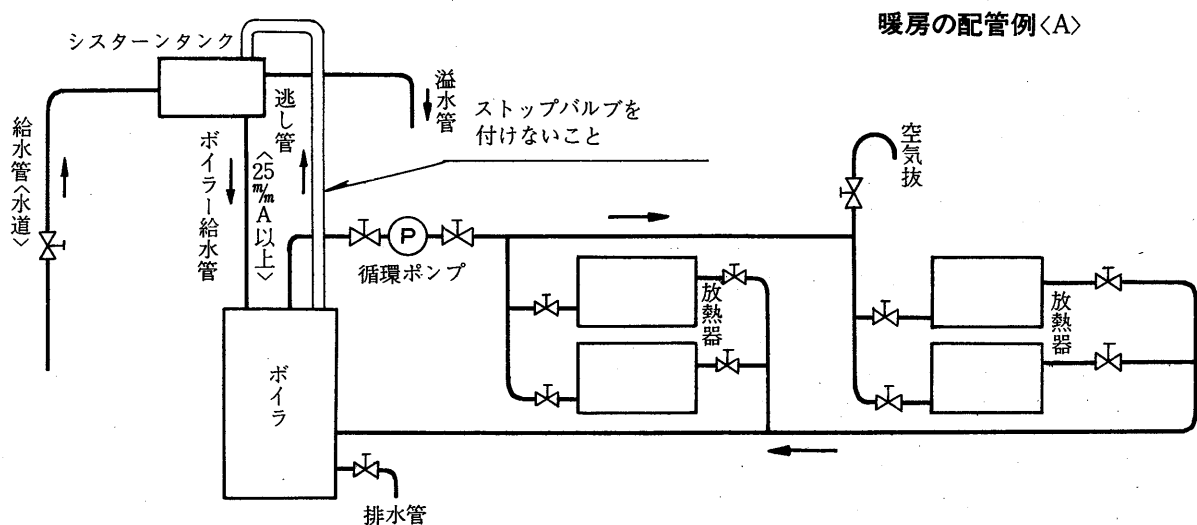 暖房の配管例〈A〉
シスターンタンク
溢水管
逃し管
ストップバルブを
付けないこと
空気抜
給水管〈水道〉
ボイラー給水管
〈25m/mA以上〉
P
循環ポンプ
放熱器
放熱器
ボイラ
排水管